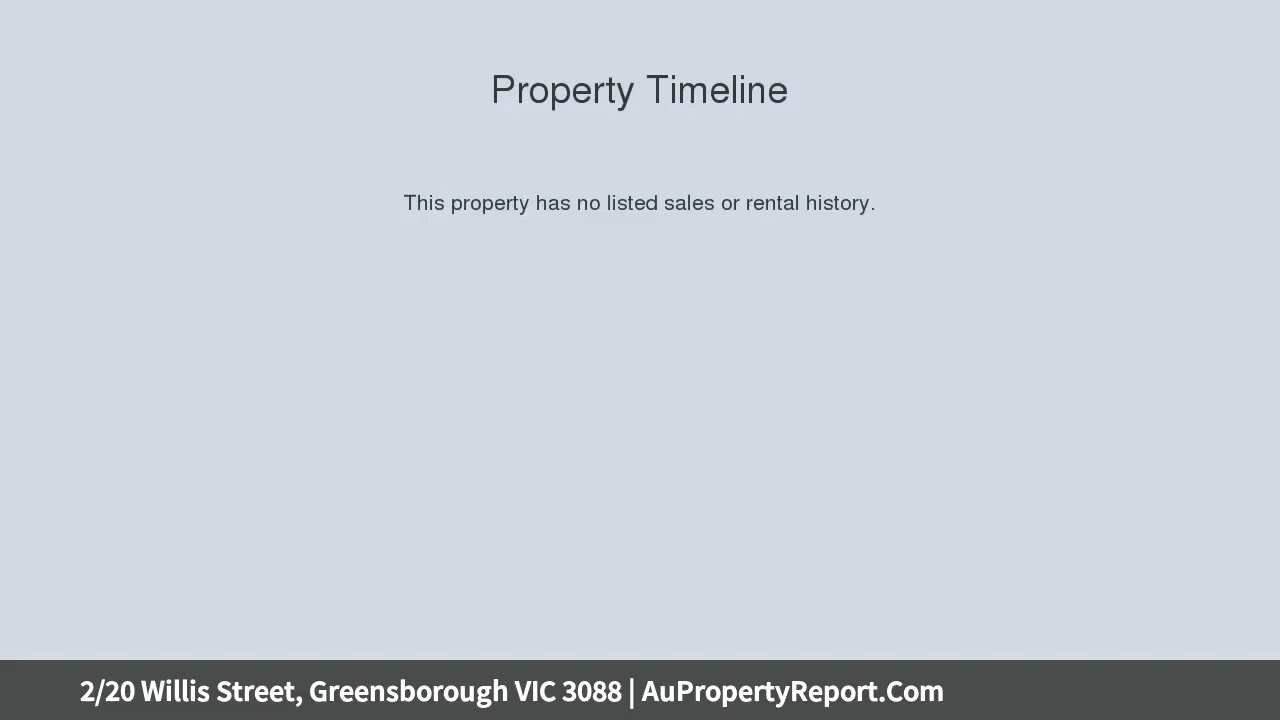 Property Timeline
This property has no listed sales or rental history.
2/20 Willis Street, Greensborough VIC 3088 | AuPropertyReport.Com